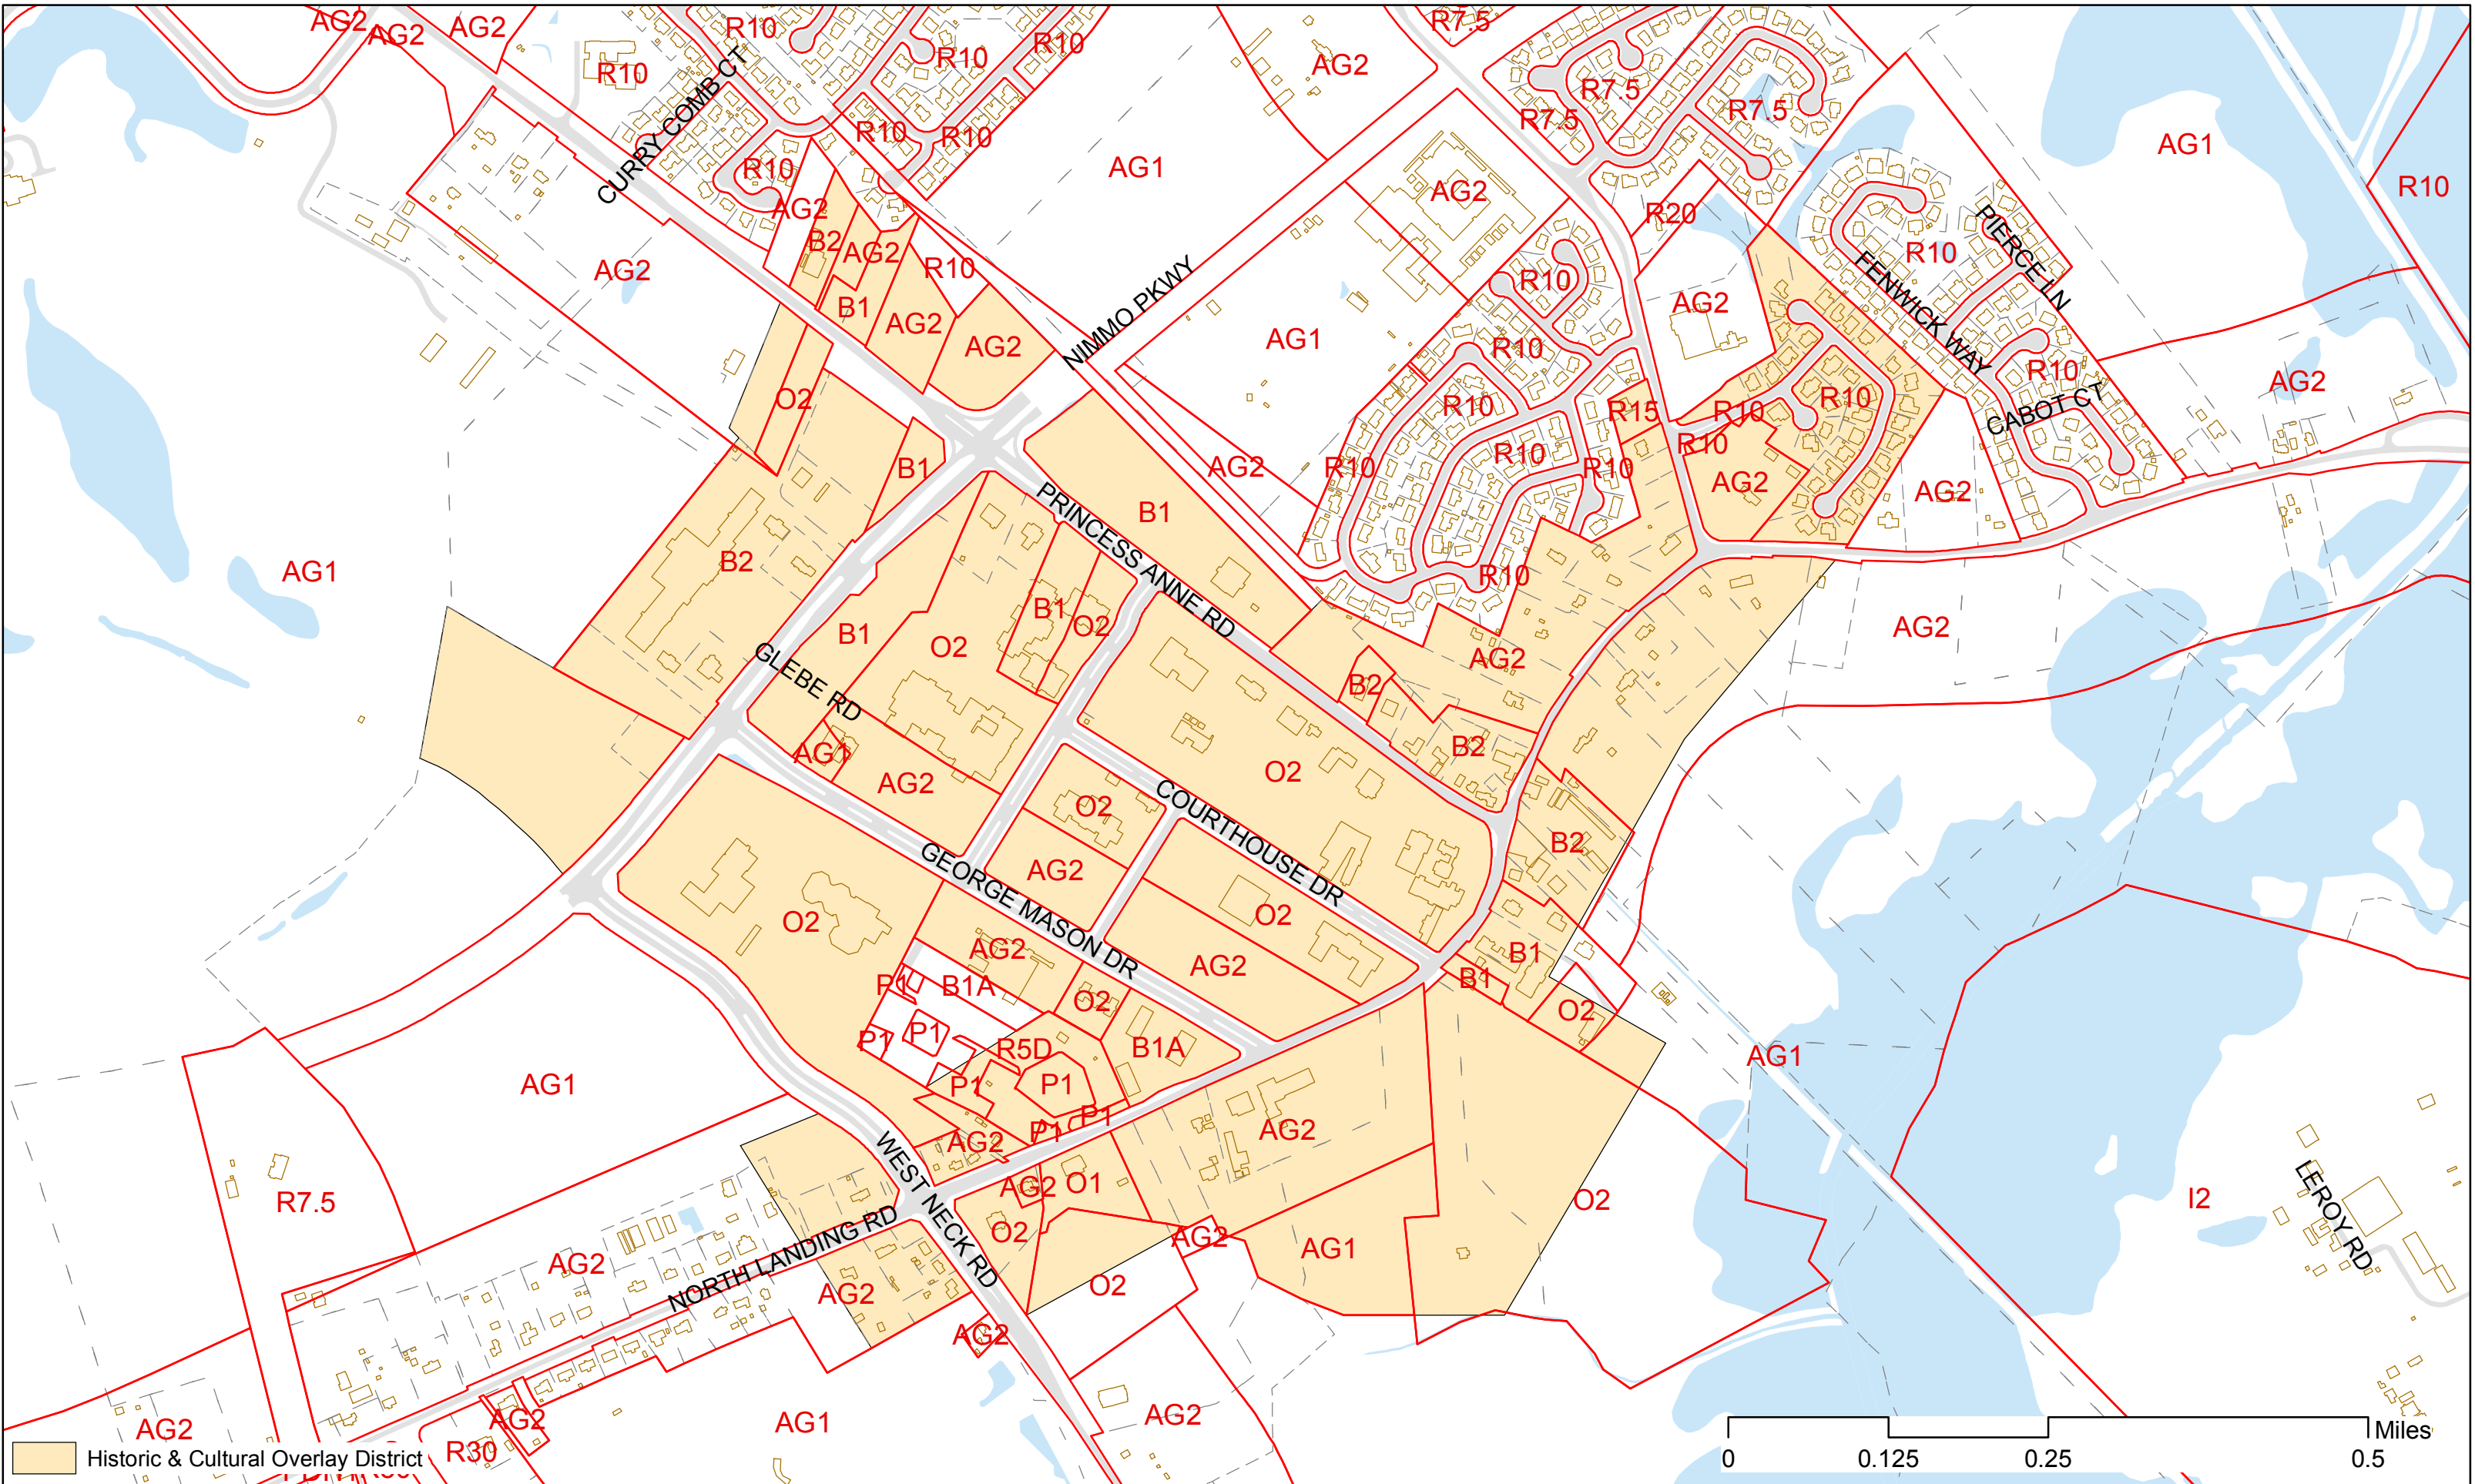 AG2
AG2
AG2
R10
R10
R10
R10
AG2
R7.5
R7.5
R7.5
R7.5
AG1
R10
CURRY COMB CT
R10
R10
R10
AG1
AG2
R20
AG2
B2
AG2
R10
AG2
B1
AG2
AG2
NIMMO PKWY
AG1
R10
R10
AG2
R10
PIERCE LN
FENWICK WAY
R10
CABOT CT
AG2
O2
R10
R15
R10
R10
R10
B1
AG2
R10
R10
R10
AG2
AG2
PRINCESS ANNE RD
B1
B2
AG1
R10
B1
O2
B1
O2
AG2
AG2
GLEBE RD
B2
B2
AG1
AG2
O2
O2
COURTHOUSE DR
B2
AG2
GEORGE MASON DR
O2
O2
AG2
AG2
B1
B1
P1
B1A
O2
O2
P1
P1
R5D
B1A
AG1
P1
P1
P1
P1
AG1
AG2
AG2
WEST NECK RD
AG2
O1
R7.5
O2
I2
LEROY RD
NORTH LANDING RD
O2
AG2
AG1
AG2
AG2
O2
AG2
AG2
AG2
AG1
AG2
R30
Historic & Cultural Overlay District
0
0.125
0.25
0.5
Miles